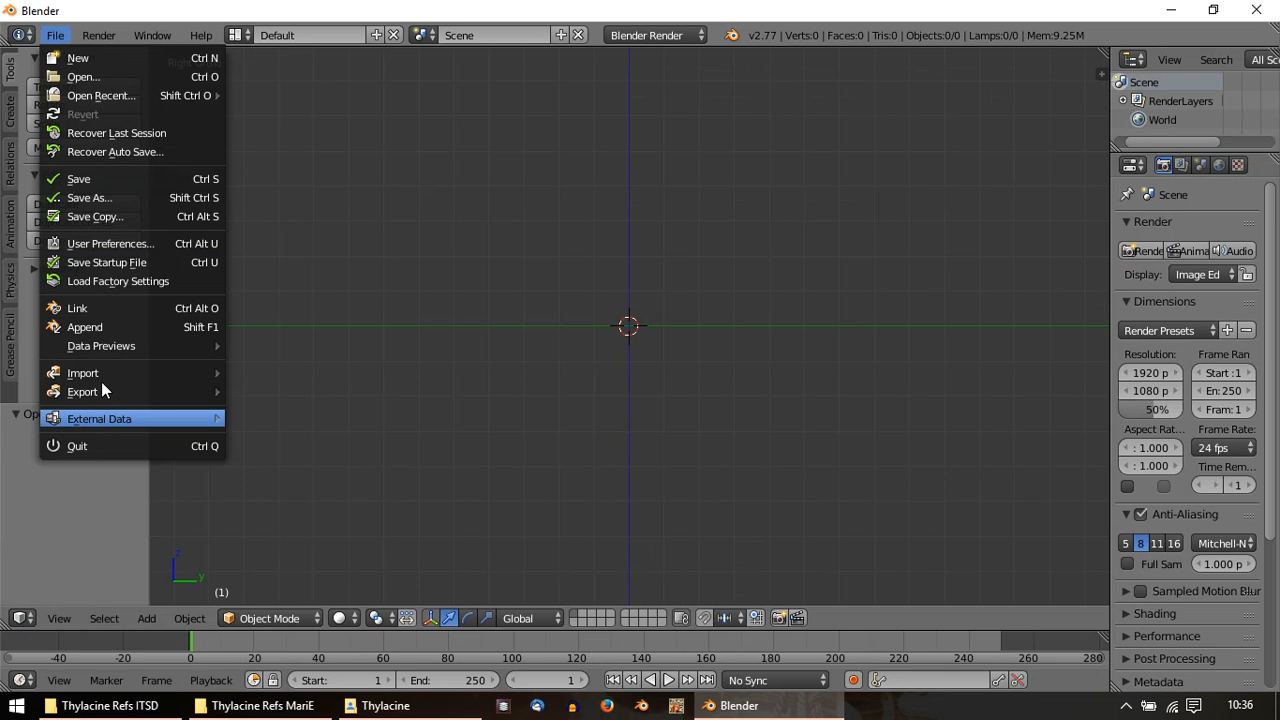 Blender
File Render Window Help Default Scene Blender Render v2.77 | Verts:0 | Faces:0 | Tris:0 | Objects:0/0 | Lamps:0/0 | Mem:9.25M
New Ctrl N
Open... Ctrl O
Open Recent... Shift Ctrl O
Revert
Recover Last Session
Recover Auto Save...
Save Ctrl S
Save As... Shift Ctrl S
Save Copy... Ctrl Alt S
User Preferences... Ctrl Alt U
Save Startup File Ctrl U
Load Factory Settings
Link Ctrl Alt O
Append Shift F1
Data Previews
Import
Export
External Data
Quit Ctrl Q
Tools
Create
Relations
Animation
Physics
Grease Pencil
z
y
(1)
View Search All Sc
Scene
RenderLayers
World
Scene
Render
Rende Anima Audio
Display: Image Ed
Dimensions
Render Presets
Resolution: Frame Ran
1920 p Start :1
1080 p En: 250
50% Fram: 1
Aspect Rat... Frame Rate:
: 1.000 24 fps
: 1.000 Time Rem...
1
Anti-Aliasing
5 8 11 16 Mitchell-N
Full Sam 1.000 p
Sampled Motion Blur
Shading
Performance
Post Processing
Metadata
View Select Add Object Object Mode Global
-40 -20 0 20 40 60 80 100 120 140 160 180 200 220 240 260 280
View Marker Frame Playback Start: 1 End: 250 1 No Sync
Thylacine Refs ITSD Thylacine Refs MariE Thylacine Blender 10:36